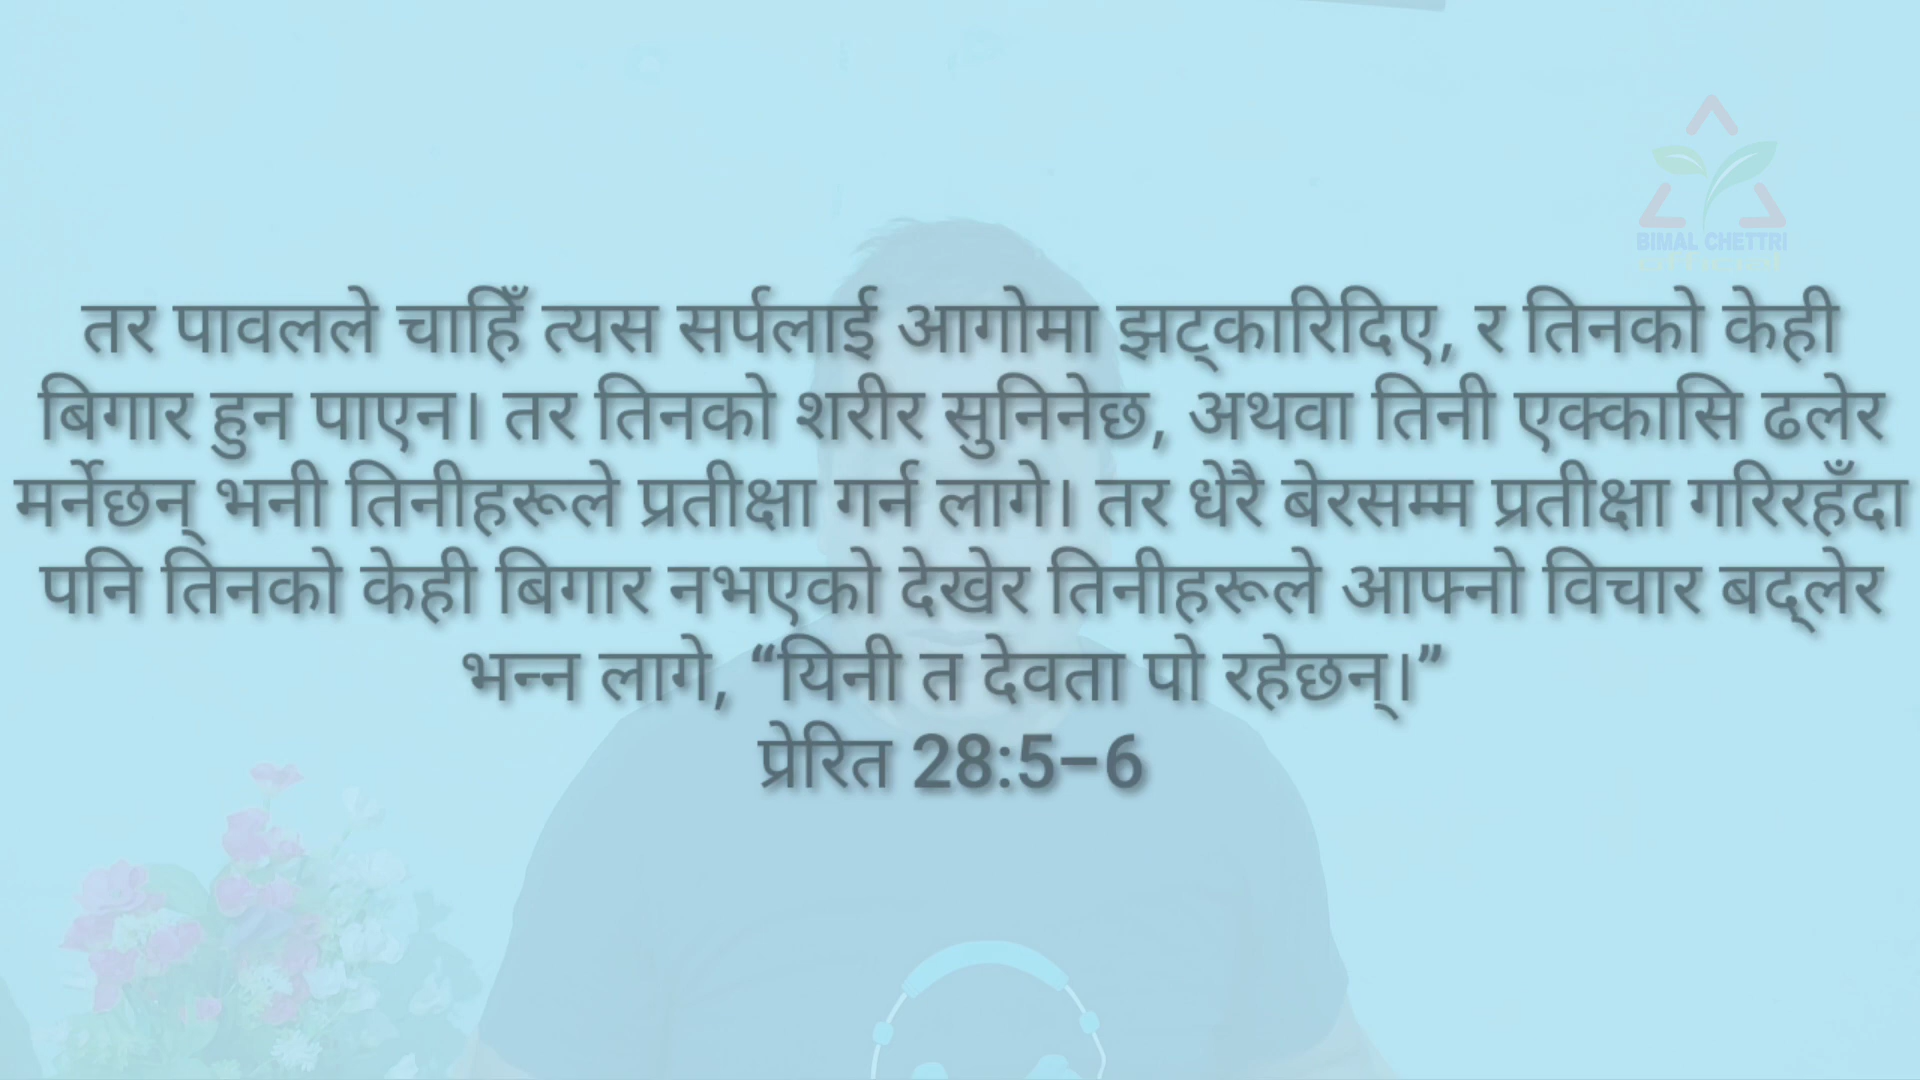 BIMAL CHETTRI
तर पावलले चाहिँ त्यस सर्पलाई आगोमा झट्कारिदिए, र तिनको केही
बिगार हुन पाएन। तर तिनको शरीर सुनिनेछ, अथवा तिनी एक्कासि ढलेर
मर्नेछन् भनी तिनीहरूले प्रतीक्षा गर्न लागे। तर धेरै बेरसम्म प्रतीक्षा गरिरहँदा
पनि तिनको केही बिगार नभएको देखेर तिनीहरूले आफ्नो विचार बद्लेर
भन्न लागे, “यिनी त देवता पो रहेछन्।”
प्रेरित 28:5–6